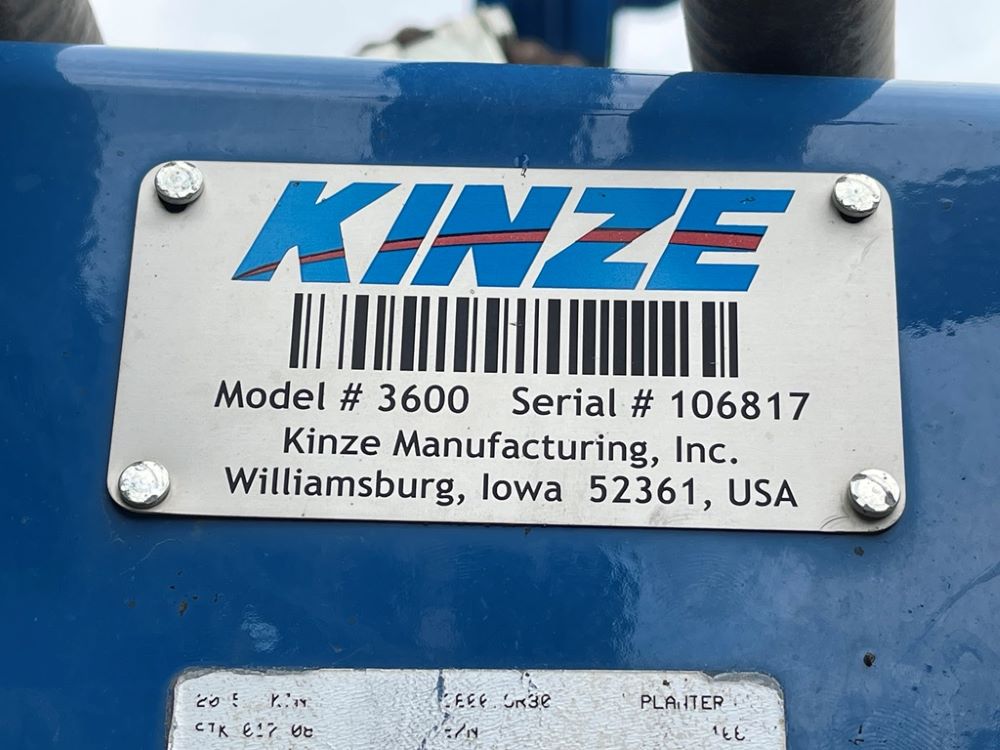 KINZE
Model # 3600 Serial # 106817
Kinze Manufacturing, Inc.
Williamsburg, Iowa 52361, USA
PLANTER